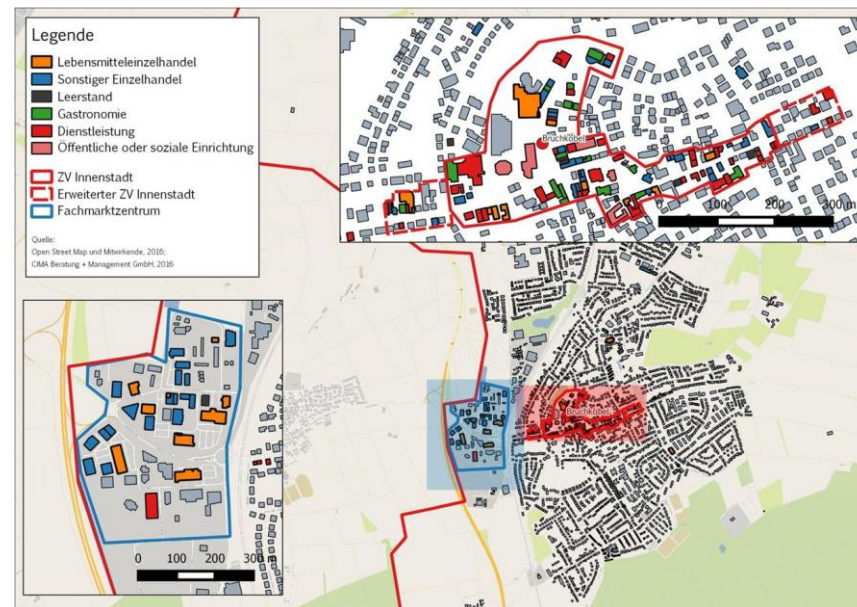 Legende
Lebensmitteleinzelhandel
Sonstiger Einzelhandel
Leerstand
Gastronomie
Dienstleistung
Öffentliche oder soziale Einrichtung
ZV Innenstadt
Erweiterter ZV Innenstadt
Fachmarktzentrum
Quelle:
Open Street Map und Mitwirkende, 2016;
CIMA Beratung + Management GmbH, 2016
Bruchköbel
0 100 200 300 m
Bruchköbel
0 100 200 300 m